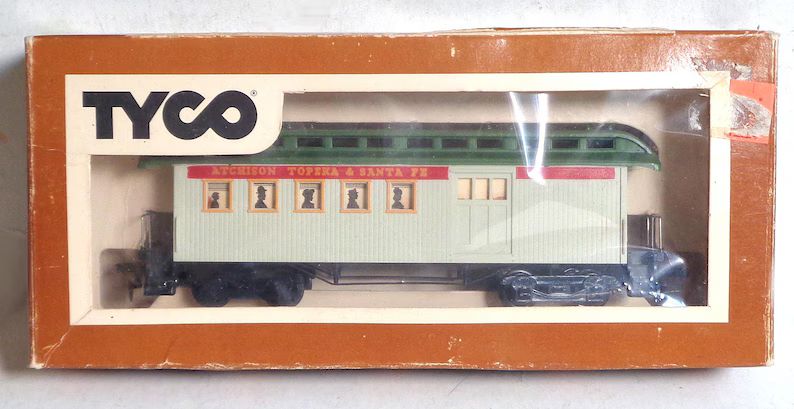 TYCO®
ATCHISON TOPEKA & SANTA FE